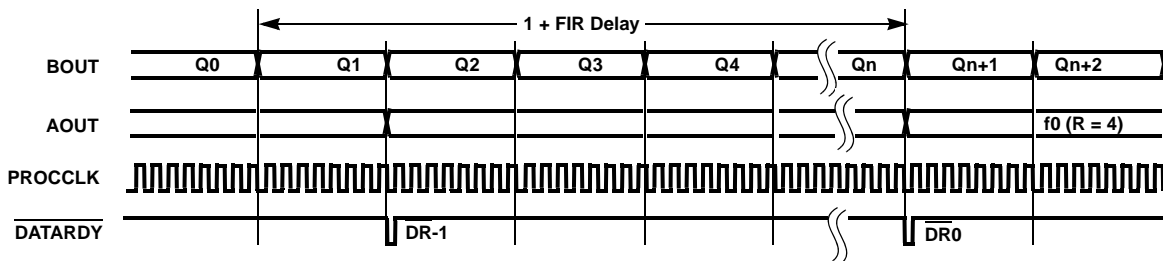 1 + FIR Delay
BOUT Q0 Q1 Q2 Q3 Q4 Qn Qn+1 Qn+2
AOUT f0 (R = 4)
PROCCLK
DATARDY DR-1 DR0